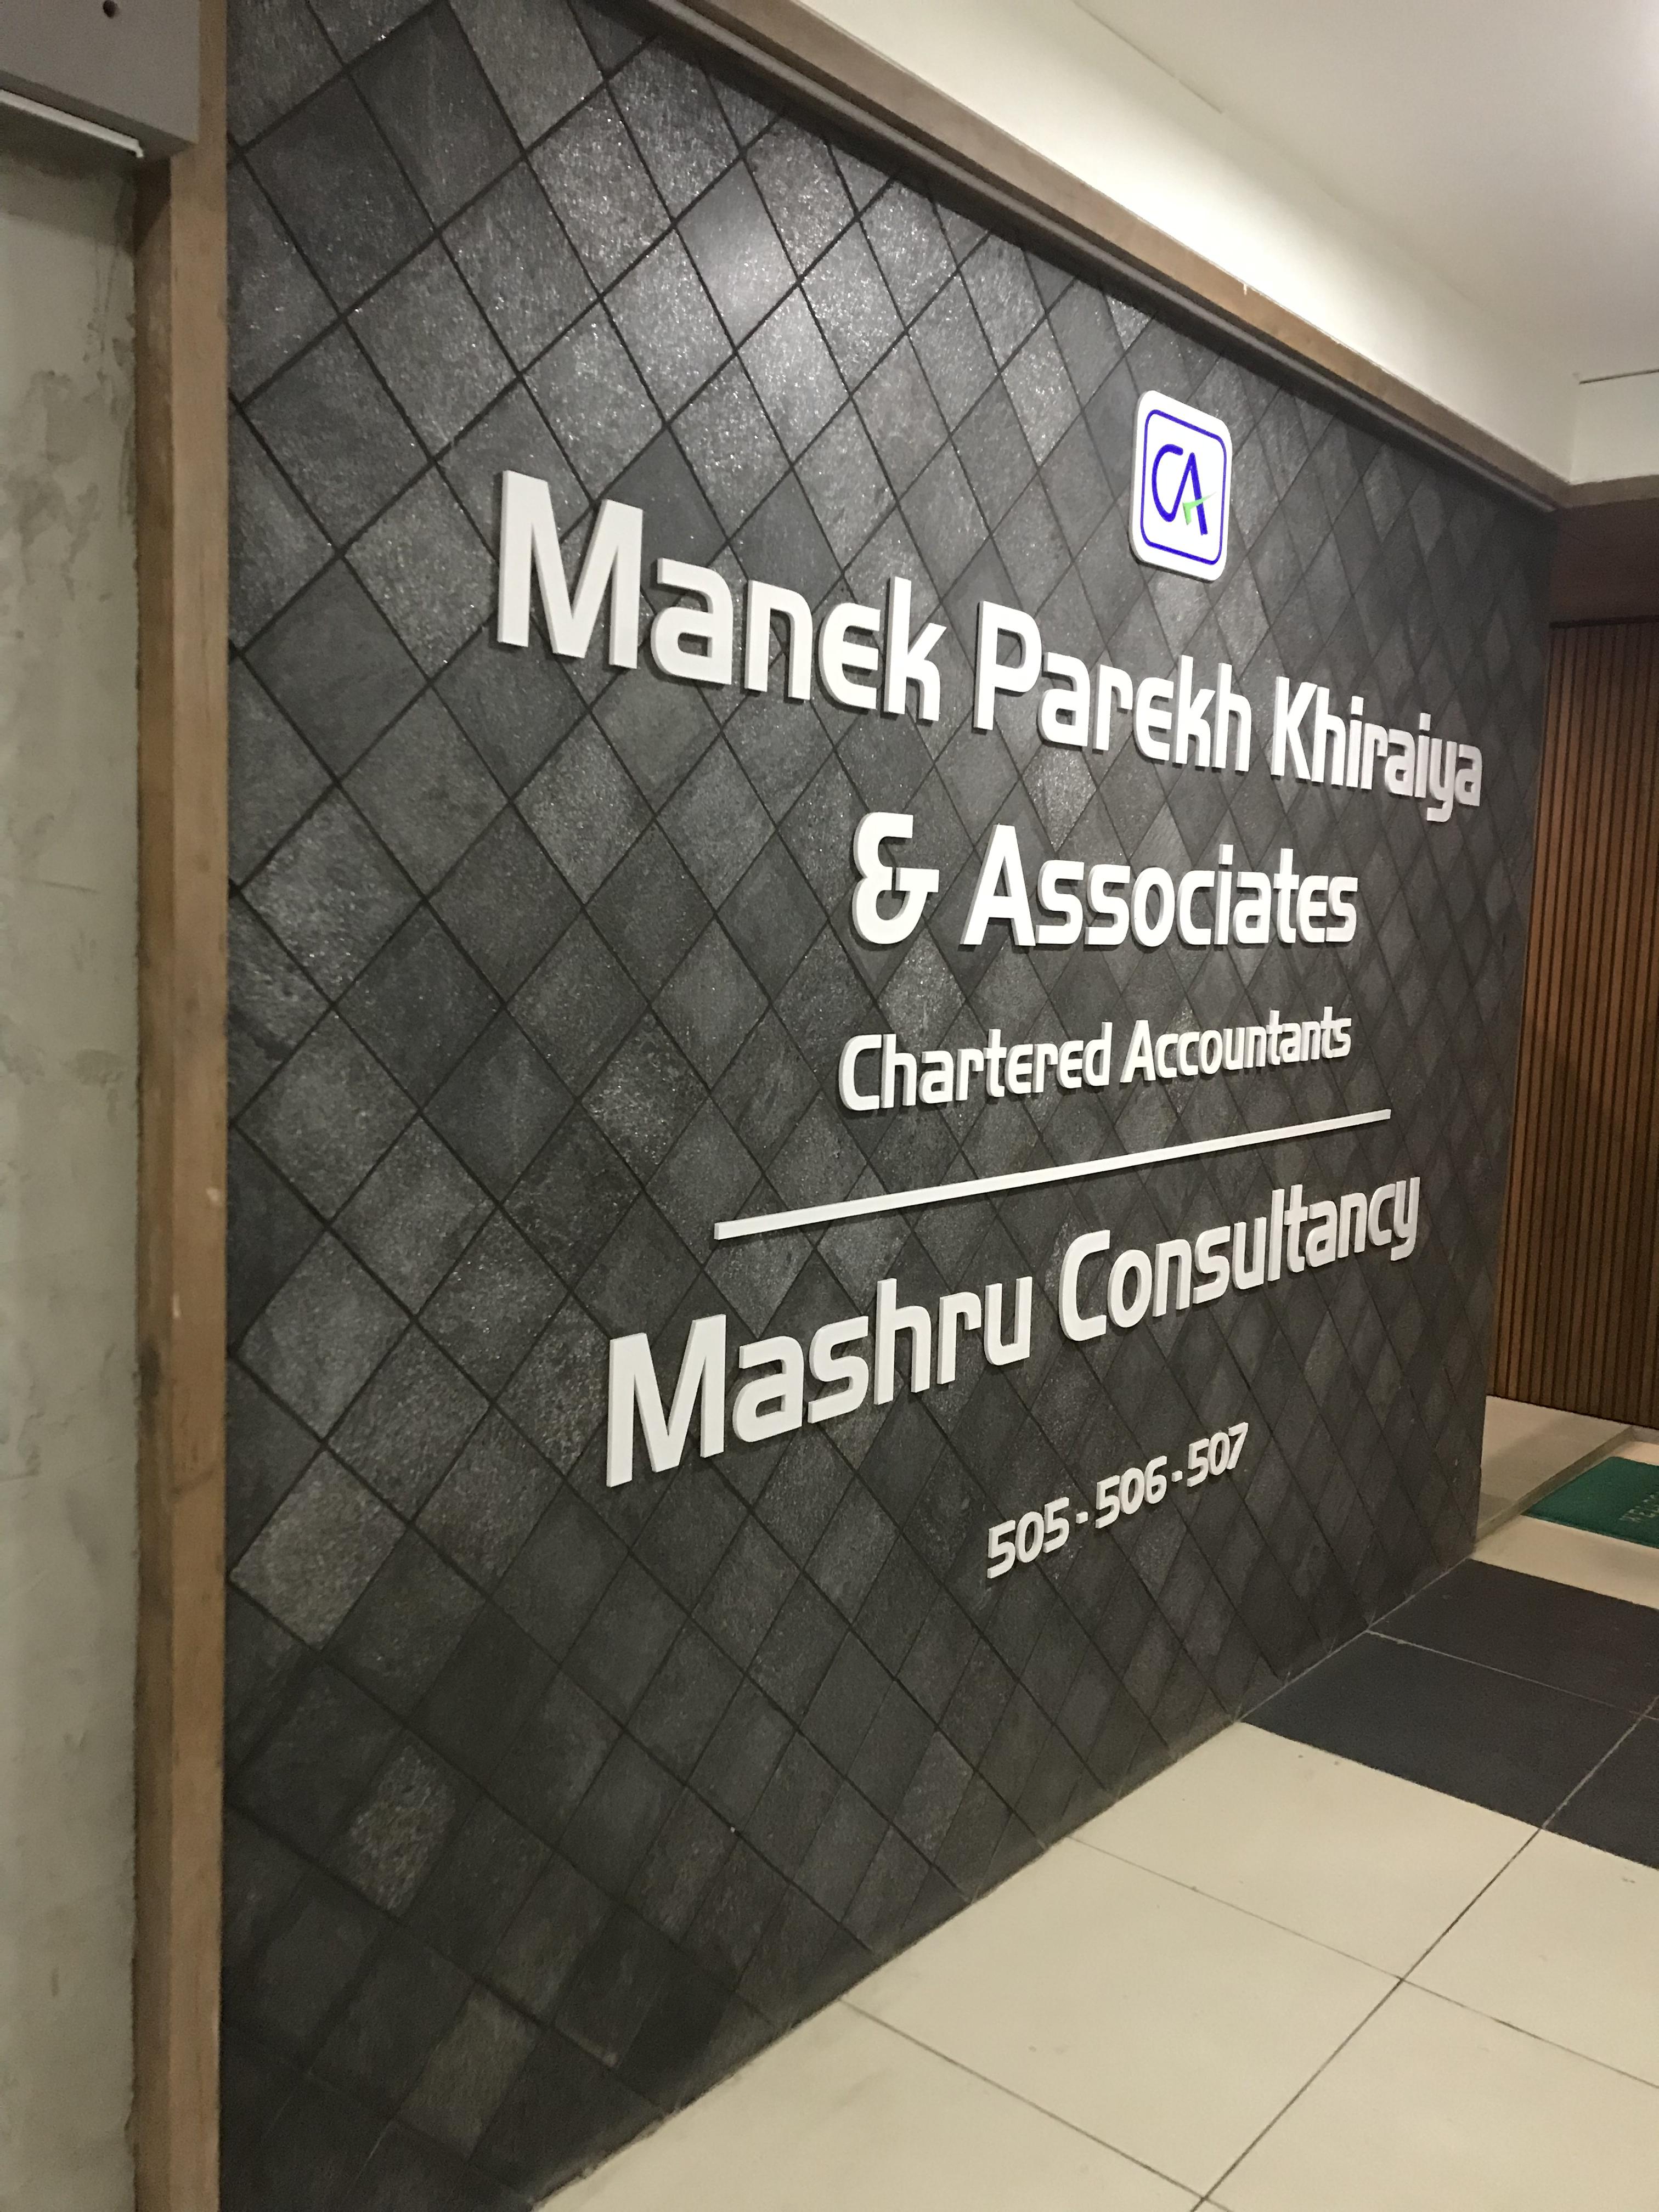 CA
Manek Parekh Khiraiya
& Associates
Chartered Accountants
Mashru Consultancy
505 - 506 - 507